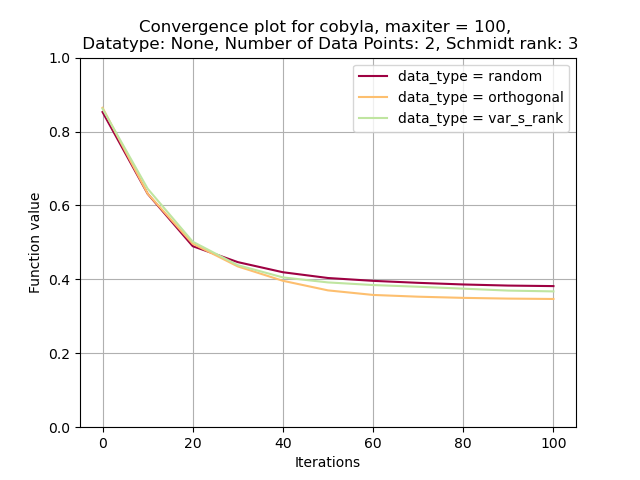 Convergence plot for cobyla, maxiter = 100,
Datatype: None, Number of Data Points: 2, Schmidt rank: 3
data_type = random
data_type = orthogonal
data_type = var_s_rank
1.0
0.8
0.6
0.4
0.2
0.0
Function value
0 20 40 60 80 100
Iterations